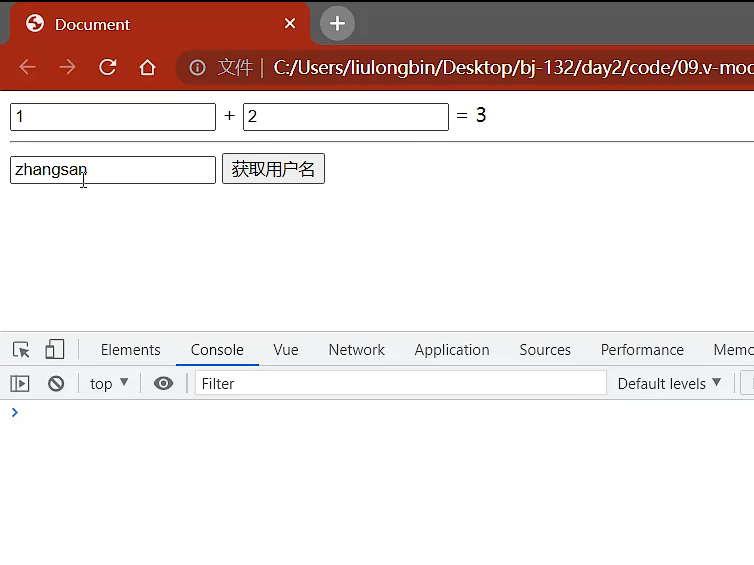 Document
文件 | C:/Users/liulongbin/Desktop/bj-132/day2/code/09.v-mod
1 + 2 = 3
zhangsan 获取用户名
Elements Console Vue Network Application Sources Performance Memo
top Filter Default levels